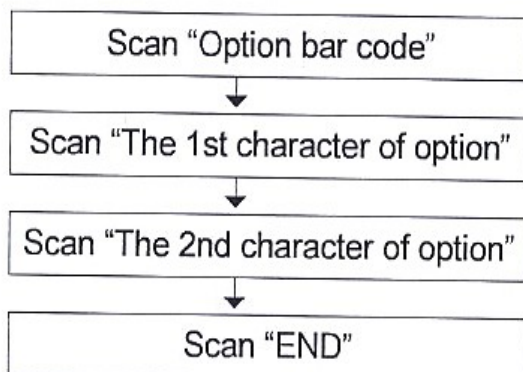 Scan “Option bar code”
Scan “The 1st character of option”
Scan “The 2nd character of option”
Scan “END”